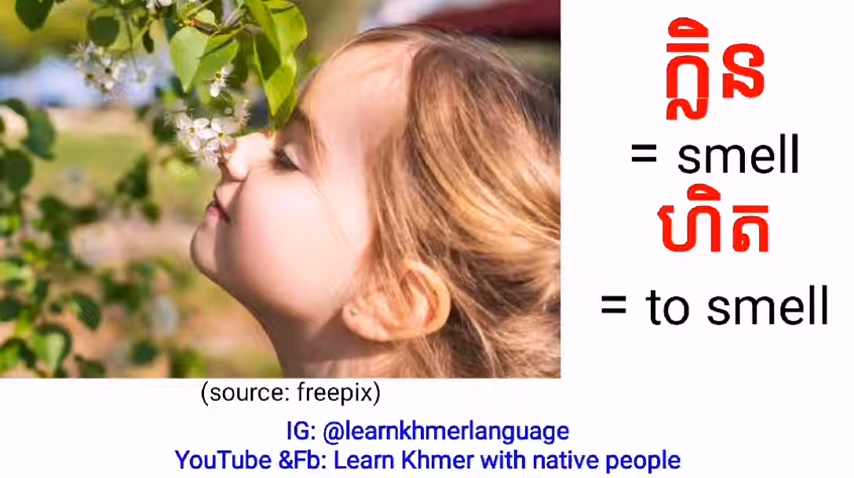 ក្លិន
= smell
ហិត
= to smell
(source: freepix)
IG: @learnkhmerlanguage
YouTube &Fb: Learn Khmer with native people